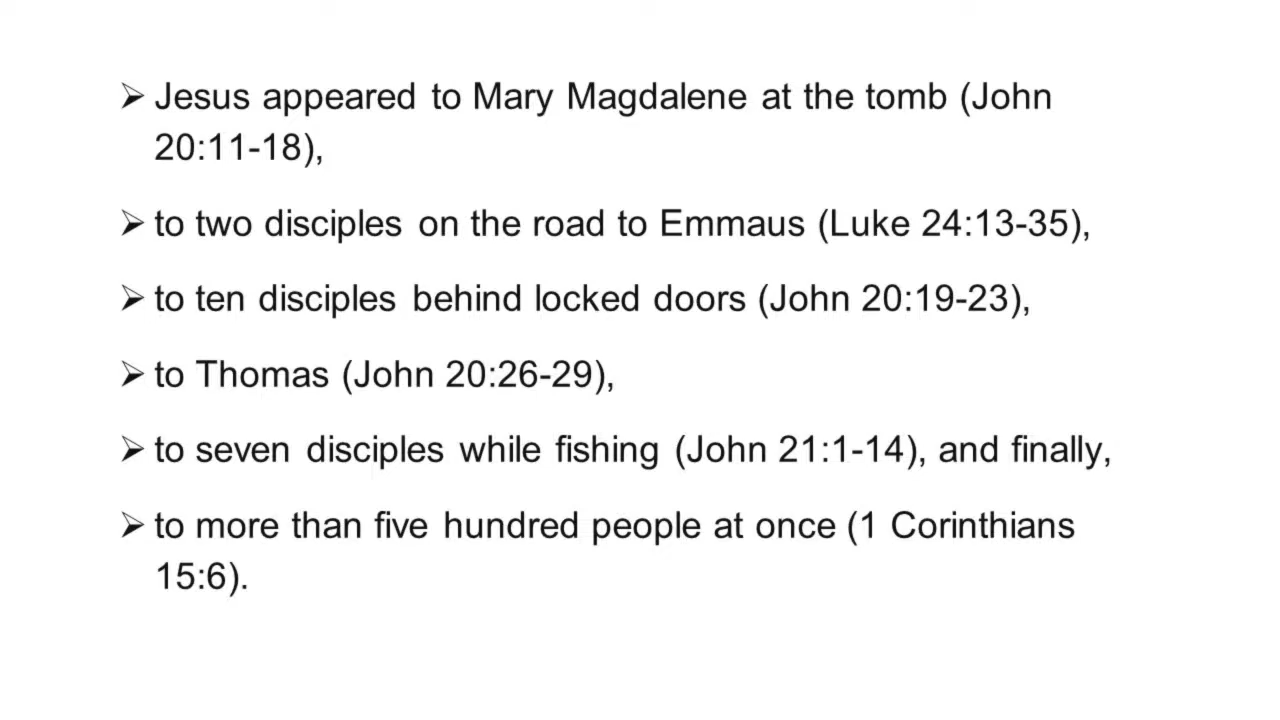 ➢ Jesus appeared to Mary Magdalene at the tomb (John
20:11-18),
➢ to two disciples on the road to Emmaus (Luke 24:13-35),
➢ to ten disciples behind locked doors (John 20:19-23),
➢ to Thomas (John 20:26-29),
➢ to seven disciples while fishing (John 21:1-14), and finally,
➢ to more than five hundred people at once (1 Corinthians
15:6).